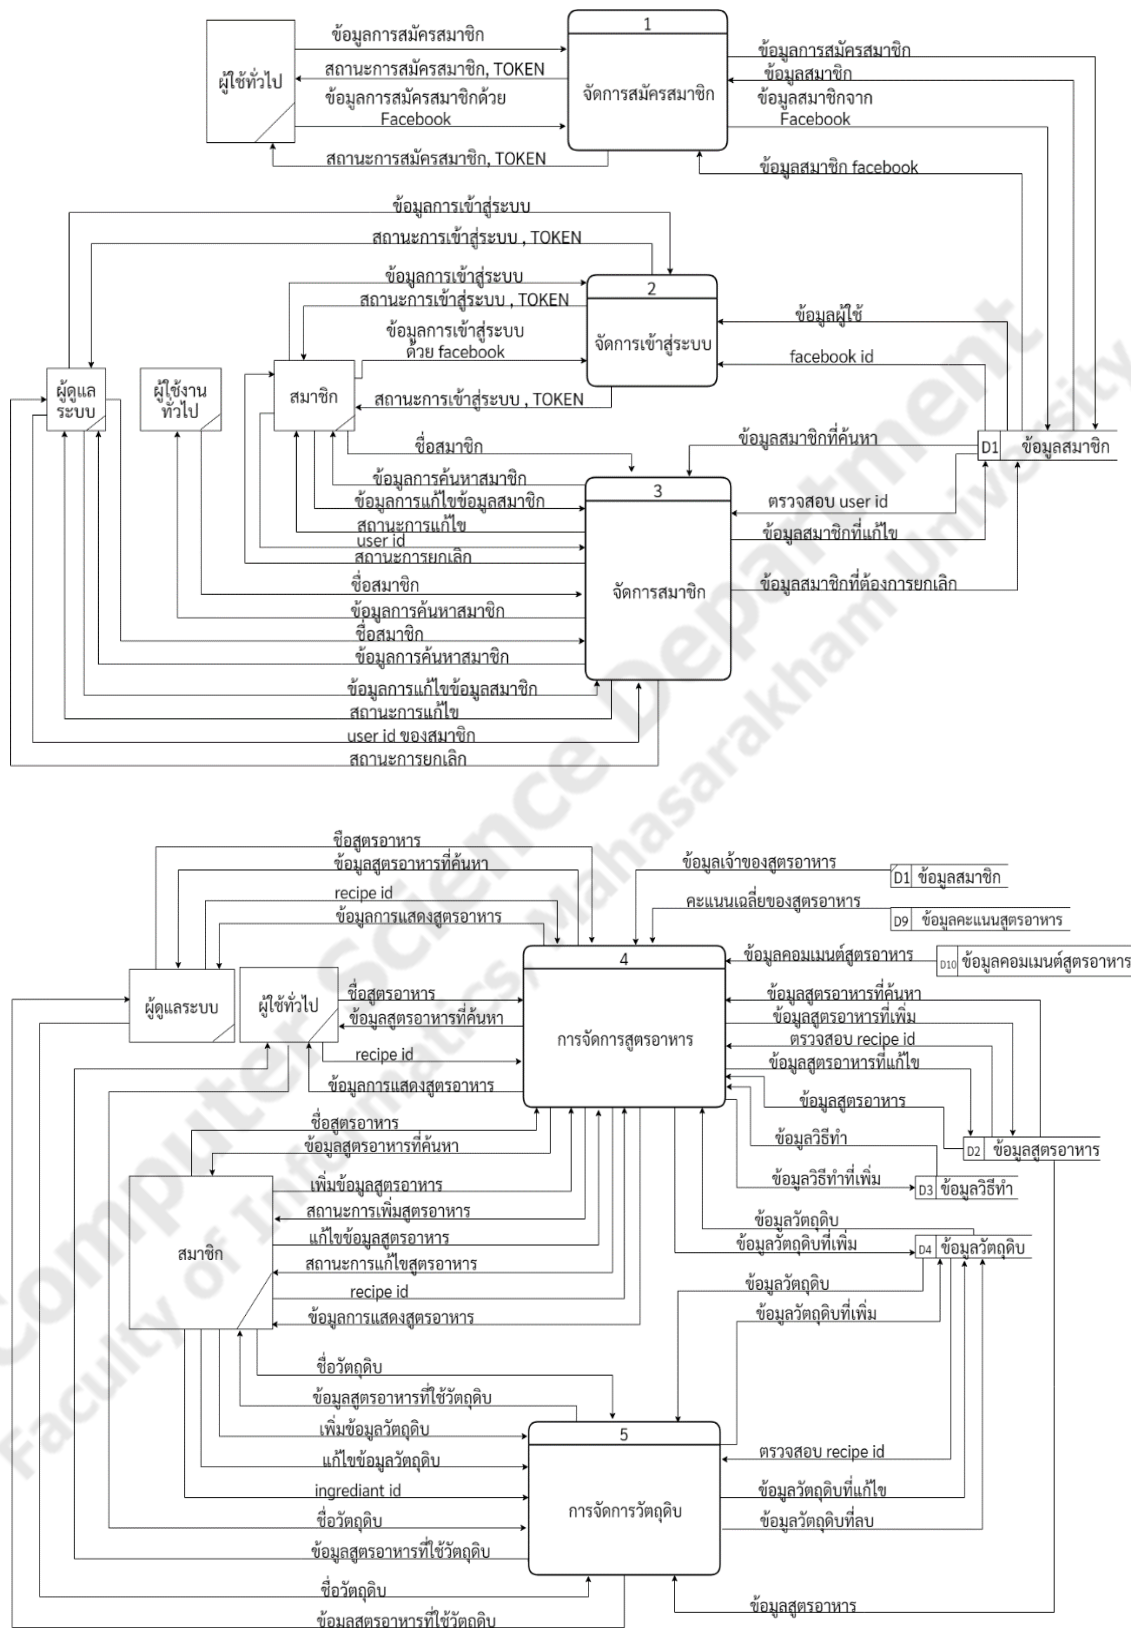 1
ข้อมูลการสมัครสมาชิก
ข้อมูลการสมัครสมาชิก
สถานะการสมัครสมาชิก, TOKEN
ข้อมูลสมาชิก
ผู้ใช้ทั่วไป
จัดการสมัครสมาชิก
ข้อมูลการสมัครสมาชิกด้วย
Facebook
ข้อมูลสมาชิกจาก
Facebook
สถานะการสมัครสมาชิก, TOKEN
ข้อมูลสมาชิก facebook
ข้อมูลการเข้าสู่ระบบ
สถานะการเข้าสู่ระบบ , TOKEN
ข้อมูลการเข้าสู่ระบบ
2
สถานะการเข้าสู่ระบบ , TOKEN
ข้อมูลผู้ใช้
ข้อมูลการเข้าสู่ระบบ
ด้วย facebook
จัดการเข้าสู่ระบบ
facebook id
ผู้ดูแล
ระบบ
ผู้ใช้งาน
ทั่วไป
สมาชิก
สถานะการเข้าสู่ระบบ , TOKEN
ชื่อสมาชิก
ข้อมูลสมาชิกที่ค้นหา
D1 ข้อมูลสมาชิก
ข้อมูลการค้นหาสมาชิก
3
ข้อมูลการแก้ไขข้อมูลสมาชิก
ตรวจสอบ user id
สถานะการแก้ไข
ข้อมูลสมาชิกที่แก้ไข
user id
สถานะการยกเลิก
ชื่อสมาชิก
จัดการสมาชิก
ข้อมูลสมาชิกที่ต้องการยกเลิก
ข้อมูลการค้นหาสมาชิก
ชื่อสมาชิก
ข้อมูลการค้นหาสมาชิก
ข้อมูลการแก้ไขข้อมูลสมาชิก
สถานะการแก้ไข
user id ของสมาชิก
สถานะการยกเลิก
ชื่อสูตรอาหาร
ข้อมูลสูตรอาหารที่ค้นหา
ข้อมูลเจ้าของสูตรอาหาร
D1 ข้อมูลสมาชิก
recipe id
คะแนนเฉลี่ยของสูตรอาหาร
ข้อมูลการแสดงสูตรอาหาร
D9 ข้อมูลคะแนนสูตรอาหาร
4
ข้อมูลคอมเมนต์สูตรอาหาร
D10 ข้อมูลคอมเมนต์สูตรอาหาร
ผู้ดูแลระบบ
ผู้ใช้ทั่วไป
ชื่อสูตรอาหาร
ข้อมูลสูตรอาหารที่ค้นหา
ข้อมูลสูตรอาหารที่ค้นหา
ข้อมูลสูตรอาหารที่เพิ่ม
การจัดการสูตรอาหาร
ตรวจสอบ recipe id
recipe id
ข้อมูลสูตรอาหารที่แก้ไข
ข้อมูลการแสดงสูตรอาหาร
ข้อมูลสูตรอาหาร
ชื่อสูตรอาหาร
ข้อมูลสูตรอาหารที่ค้นหา
ข้อมูลวิธีทำ
D2 ข้อมูลสูตรอาหาร
เพิ่มข้อมูลสูตรอาหาร
ข้อมูลวิธีทำที่เพิ่ม
D3 ข้อมูลวิธีทำ
สถานะการเพิ่มสูตรอาหาร
ข้อมูลวัตถุดิบ
แก้ไขข้อมูลสูตรอาหาร
ข้อมูลวัตถุดิบที่เพิ่ม
D4 ข้อมูลวัตถุดิบ
สมาชิก
สถานะการแก้ไขสูตรอาหาร
ข้อมูลวัตถุดิบ
recipe id
ข้อมูลการแสดงสูตรอาหาร
ข้อมูลวัตถุดิบที่เพิ่ม
ชื่อวัตถุดิบ
ข้อมูลสูตรอาหารที่ใช้วัตถุดิบ
เพิ่มข้อมูลวัตถุดิบ
5
แก้ไขข้อมูลวัตถุดิบ
ตรวจสอบ recipe id
ingrediant id
ข้อมูลวัตถุดิบที่แก้ไข
การจัดการวัตถุดิบ
ชื่อวัตถุดิบ
ข้อมูลวัตถุดิบที่ลบ
ข้อมูลสูตรอาหารที่ใช้วัตถุดิบ
ชื่อวัตถุดิบ
ข้อมูลสูตรอาหาร
ข้อมูลสูตรอาหารที่ใช้วัตถุดิบ
Computer Science Department
Faculty of Informatics, Mahasarakham University